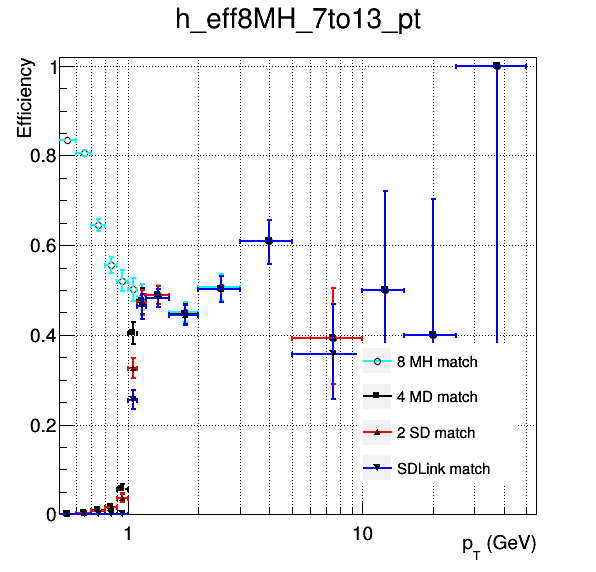 h_eff8MH_7to13_pt
Efficiency
1
0.8
0.6
0.4
0.2
0
8 MH match
4 MD match
2 SD match
SDLink match
1
10
p_T (GeV)